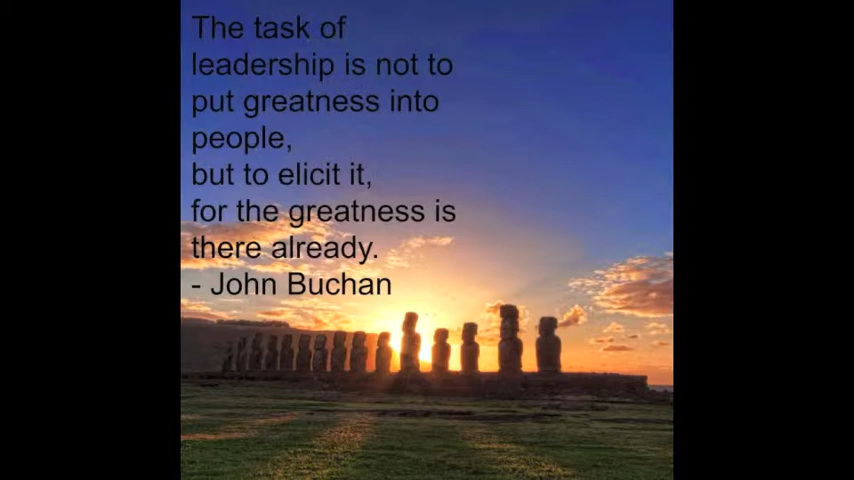 The task of
leadership is not to
put greatness into
people,
but to elicit it,
for the greatness is
there already.
- John Buchan